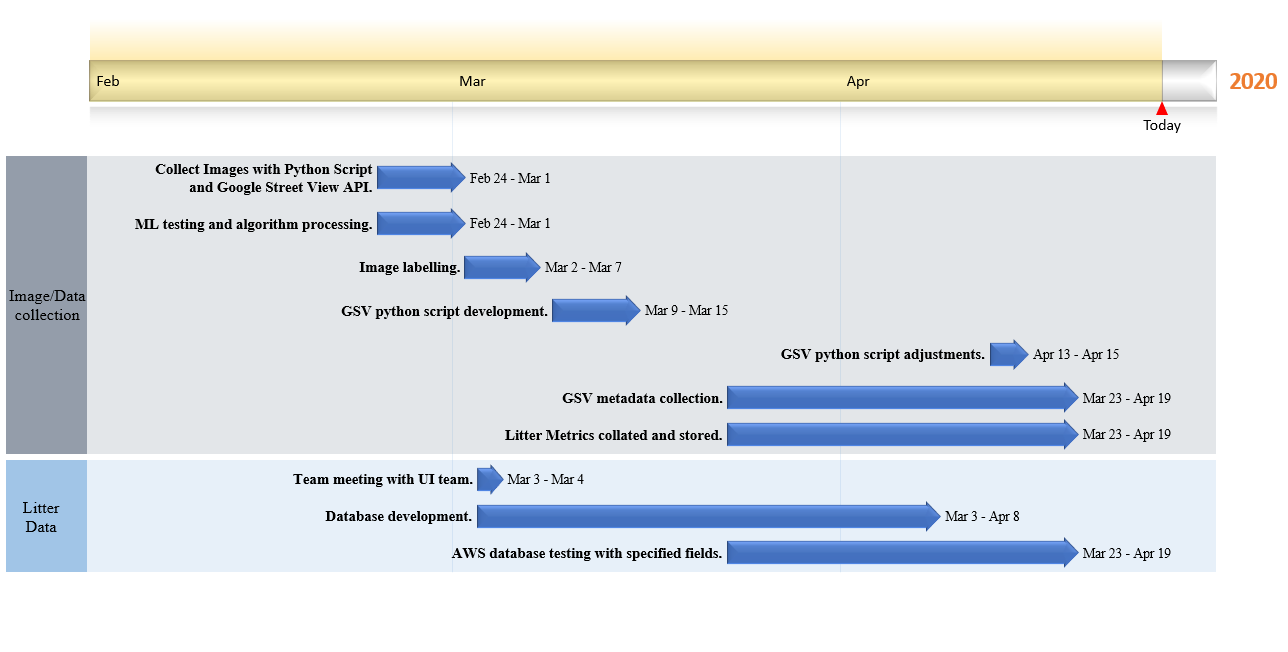 Feb
Mar
Apr
2020
Today
Image/Data
collection
Collect Images with Python Script
and Google Street View API.
Feb 24 - Mar 1
ML testing and algorithm processing.
Feb 24 - Mar 1
Image labelling.
Mar 2 - Mar 7
GSV python script development.
Mar 9 - Mar 15
GSV python script adjustments.
Apr 13 - Apr 15
GSV metadata collection.
Mar 23 - Apr 19
Litter Metrics collated and stored.
Mar 23 - Apr 19
Litter
Data
Team meeting with UI team.
Mar 3 - Mar 4
Database development.
Mar 3 - Apr 8
AWS database testing with specified fields.
Mar 23 - Apr 19